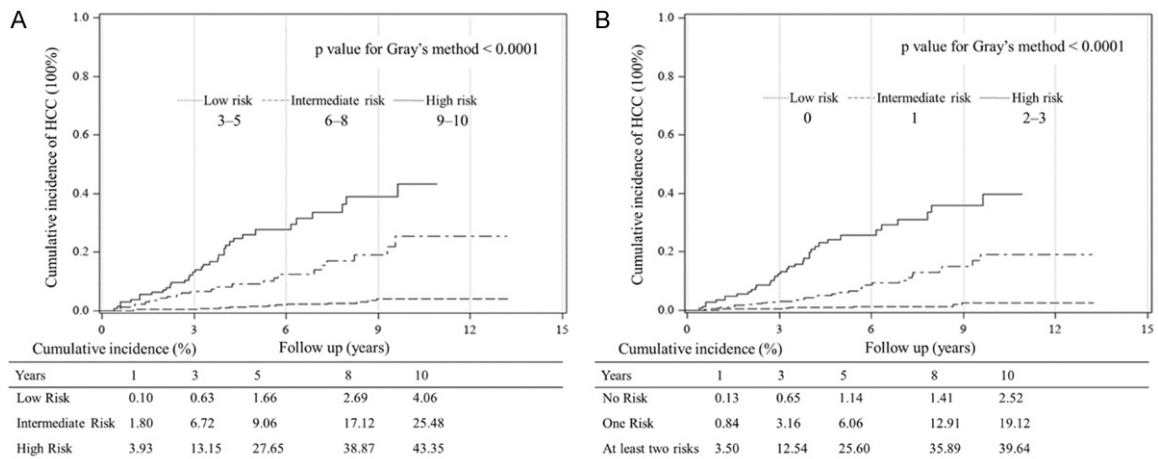 A
Cumulative incidence of HCC (100%)
1.0
0.8
0.6
0.4
0.2
0.0
p value for Gray's method < 0.0001
Low risk Intermediate risk High risk
3–5 6–8 9–10
0 3 6 9 12 15
Cumulative incidence (%) Follow up (years)
Years 1 3 5 8 10
Low Risk 0.10 0.63 1.66 2.69 4.06
Intermediate Risk 1.80 6.72 9.06 17.12 25.48
High Risk 3.93 13.15 27.65 38.87 43.35
B
Cumulative incidence of HCC (100%)
1.0
0.8
0.6
0.4
0.2
0.0
p value for Gray's method < 0.0001
Low risk Intermediate risk High risk
0 1 2–3
0 3 6 9 12 15
Cumulative incidence (%) Follow up (years)
Years 1 3 5 8 10
No Risk 0.13 0.65 1.14 1.41 2.52
One Risk 0.84 3.16 6.06 12.91 19.12
At least two risks 3.50 12.54 25.60 35.89 39.64